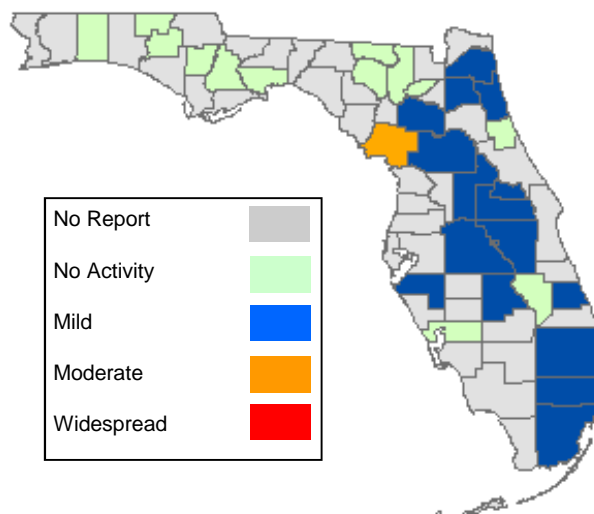 No Report
No Activity
Mild
Moderate
Widespread